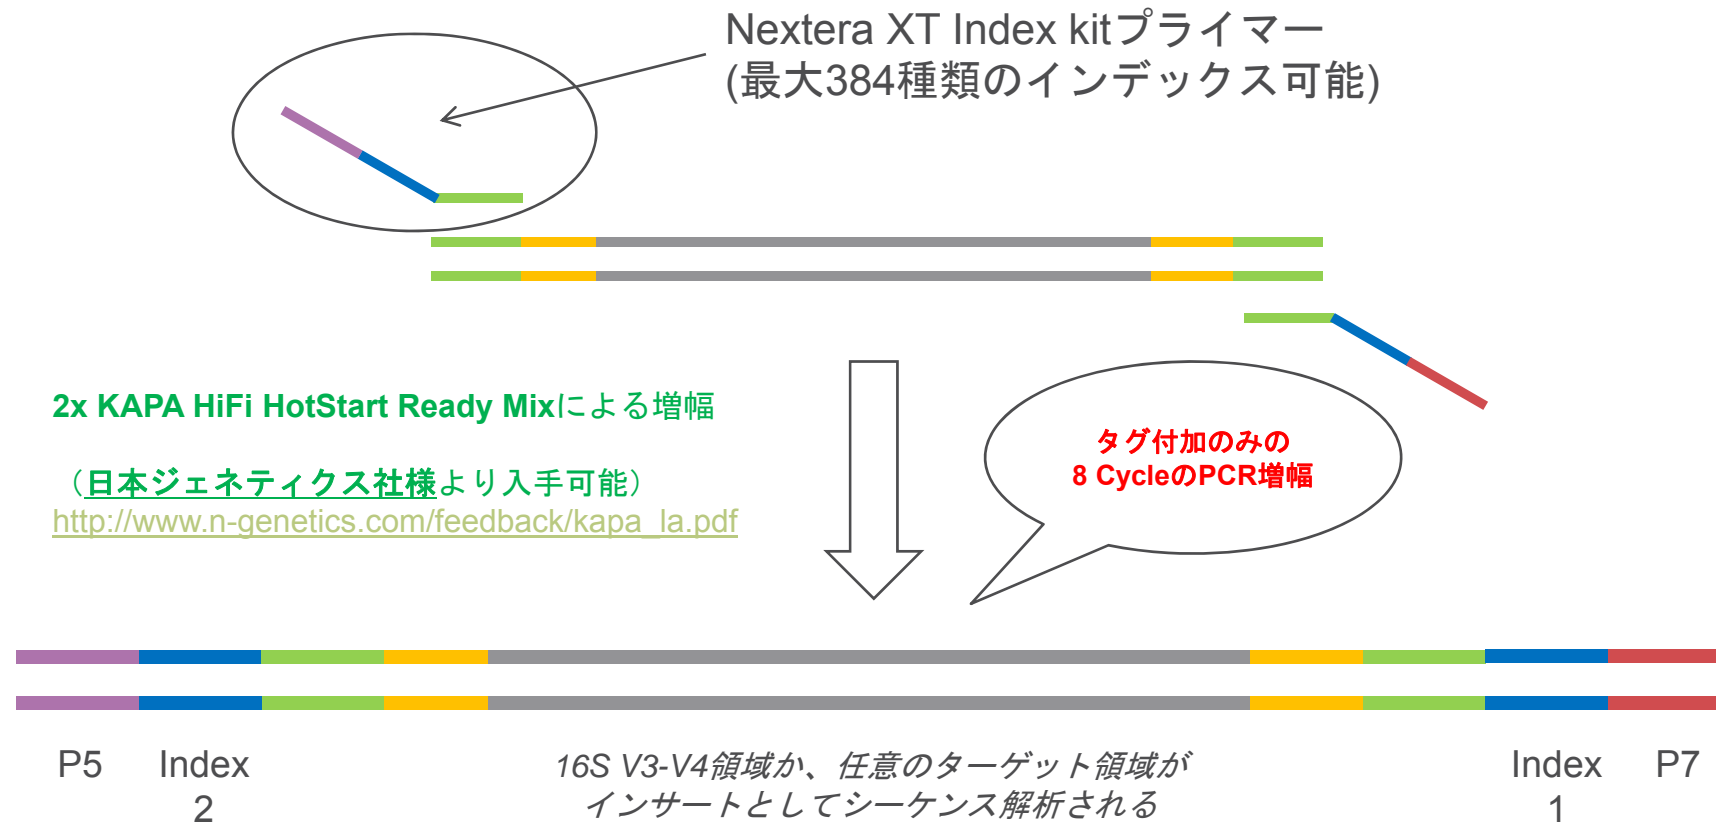 Nextera XT Index kitプライマー
(最大384種類のインデックス可能)
2x KAPA HiFi HotStart Ready Mixによる増幅
（日本ジェネティクス社様より入手可能）
http://www.n-genetics.com/feedback/kapa_la.pdf
タグ付加のみの
8 CycleのPCR増幅
P5
Index
2
16S V3-V4領域か、任意のターゲット領域が
インサートとしてシーケンス解析される
Index
1
P7